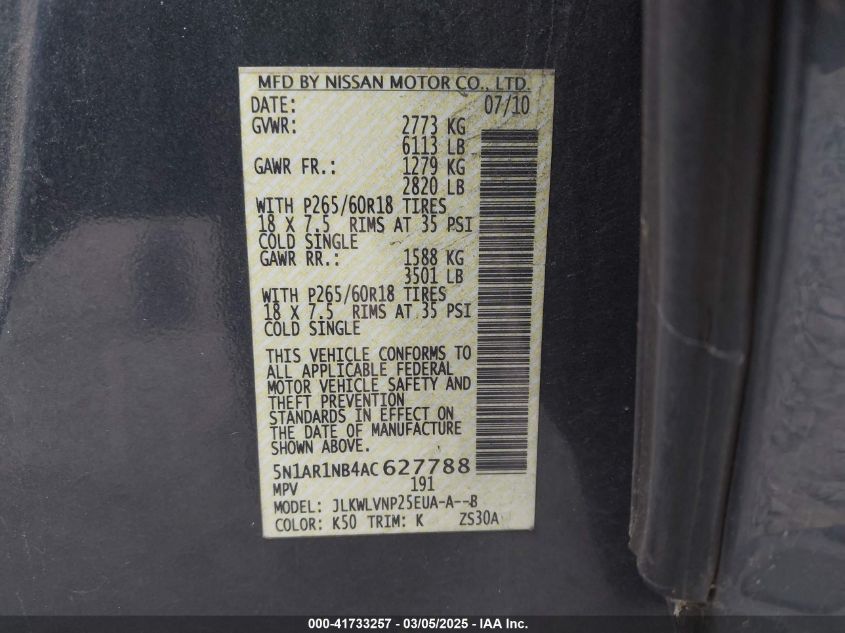 MFD BY NISSAN MOTOR CO., LTD.
DATE: 07/10
GVWR: 2773 KG
6113 LB
GAWR FR.: 1279 KG
2820 LB
WITH P265/60R18 TIRES
18 X 7.5 RIMS AT 35 PSI
COLD SINGLE
GAWR RR.: 1588 KG
3501 LB
WITH P265/60R18 TIRES
18 X 7.5 RIMS AT 35 PSI
COLD SINGLE
THIS VEHICLE CONFORMS TO
ALL APPLICABLE FEDERAL
MOTOR VEHICLE SAFETY AND
THEFT PREVENTION
STANDARDS IN EFFECT ON
THE DATE OF MANUFACTURE
SHOWN ABOVE.
5N1AR1NB4AC627788
MPV 191
MODEL: JLKWLVNP25EUA-A--B
COLOR: K50 TRIM: K ZS30A
000-41733257 - 03/05/2025 - IAA Inc.